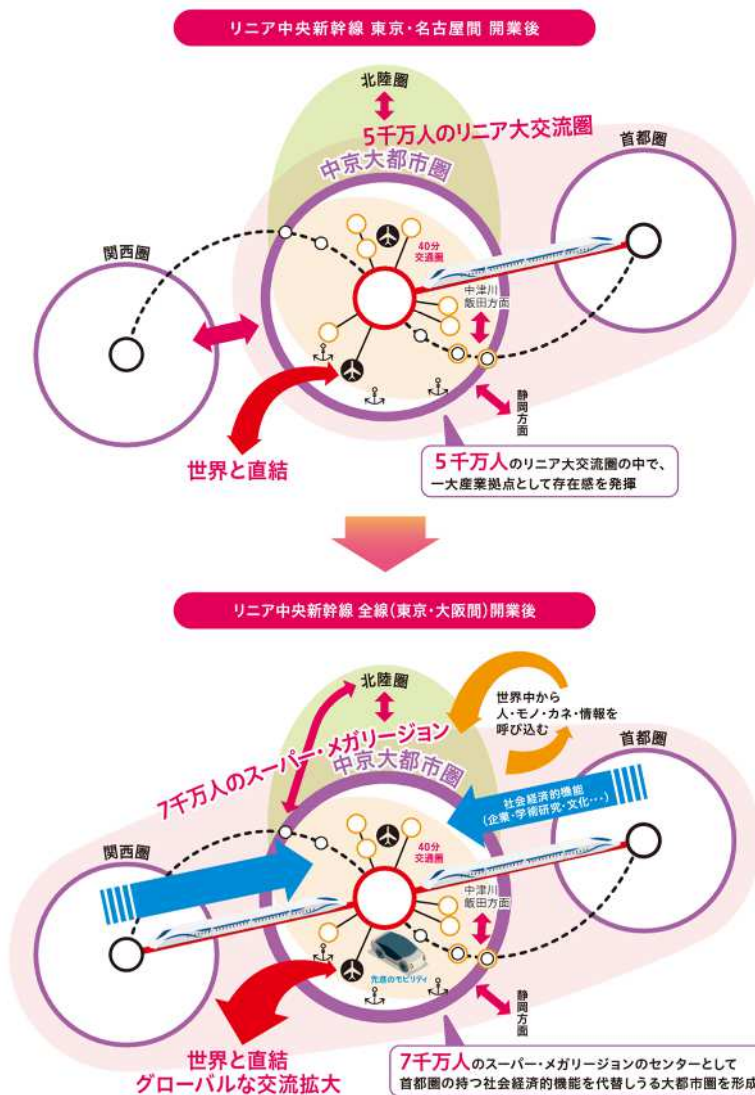 リニア中央新幹線 東京・名古屋間 開業後
北陸圏
5千万人のリニア大交流圏
首都圏
中京大都市圏
関西圏
40分
交通圏
中津川
飯田方面
静岡方面
世界と直結
5千万人のリニア大交流圏の中で、
一大産業拠点として存在感を発揮
リニア中央新幹線 全線(東京・大阪間)開業後
北陸圏
世界中から
人・モノ・カネ・情報を
呼び込む
7千万人のスーパー・メガリージョン
首都圏
中京大都市圏
社会経済的機能
(企業・学術研究・文化・・・)
関西圏
40分
交通圏
中津川
飯田方面
先進のモビリティ
静岡方面
世界と直結
グローバルな交流拡大
7千万人のスーパー・メガリージョンのセンターとして
首都圏の持つ社会経済的機能を代替しうる大都市圏を形成